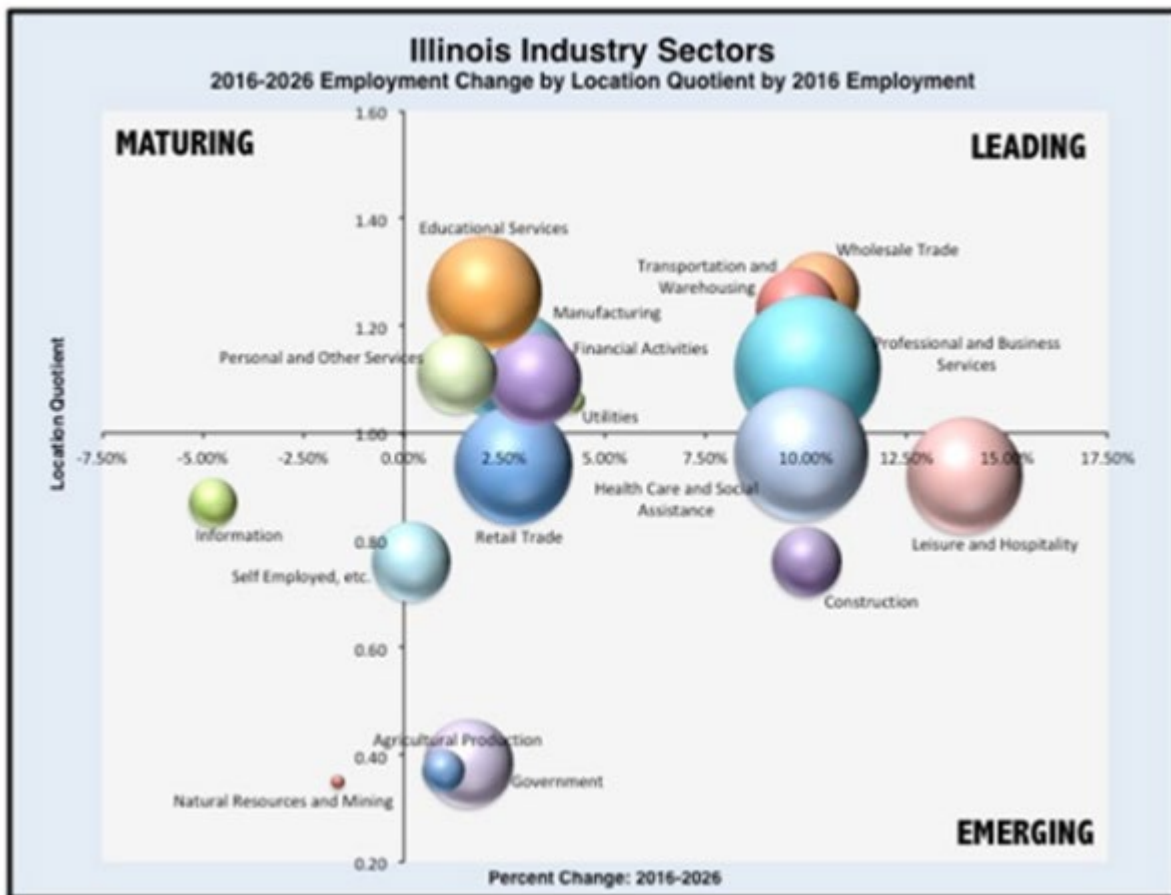 Illinois Industry Sectors
2016-2026 Employment Change by Location Quotient by 2016 Employment
1.60
MATURING
LEADING
1.40
Educational Services
Wholesale Trade
Transportation and
Warehousing
1.20
Manufacturing
Financial Activities
Professional and Business
Services
Personal and Other Services
Utilities
Location Quotient
1.00
-7.50%
-5.00%
-2.50%
0.00%
2.50%
5.00%
7.50%
10.00%
12.50%
15.00%
17.50%
Health Care and Social
Assistance
Information
0.80
Retail Trade
Leisure and Hospitality
Self Employed, etc.
Construction
0.60
Agricultural Production
0.40
Government
Natural Resources and Mining
EMERGING
0.20
Percent Change: 2016-2026